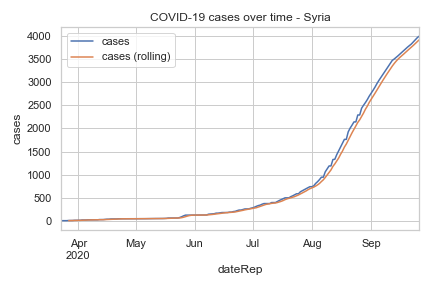 COVID-19 cases over time - Syria
cases
cases (rolling)
4000
3500
3000
2500
2000
1500
1000
500
0
cases
Apr
2020
May
Jun
Jul
Aug
Sep
dateRep